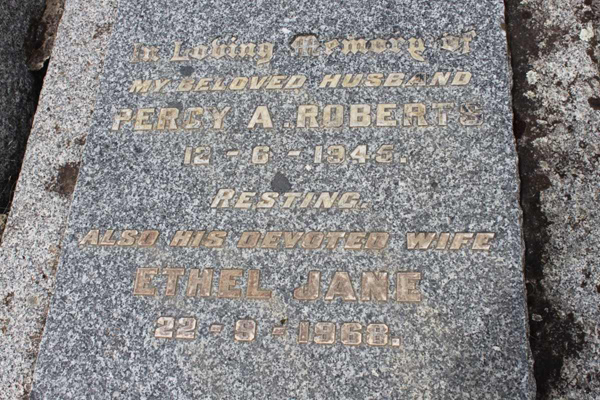 In Loving Memory of
MY BELOVED HUSBAND
PERCY A. ROBERTS
12 - 6 - 1945.
RESTING.
ALSO HIS DEVOTED WIFE
ETHEL JANE
22 - 9 - 1968.